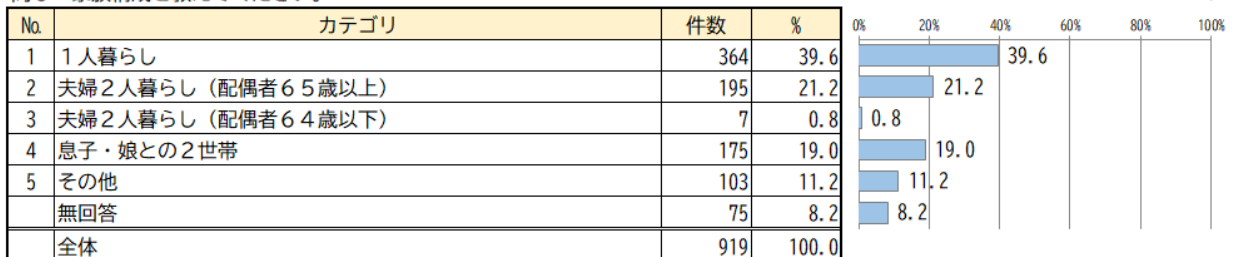 No. カテゴリ 件数 % 0% 20% 40% 60% 80% 100%
1 1人暮らし 364 39.6 39.6
2 夫婦2人暮らし（配偶者65歳以上） 195 21.2 21.2
3 夫婦2人暮らし（配偶者64歳以下） 7 0.8 0.8
4 息子・娘との2世帯 175 19.0 19.0
5 その他 103 11.2 11.2
無回答 75 8.2 8.2
全体 919 100.0